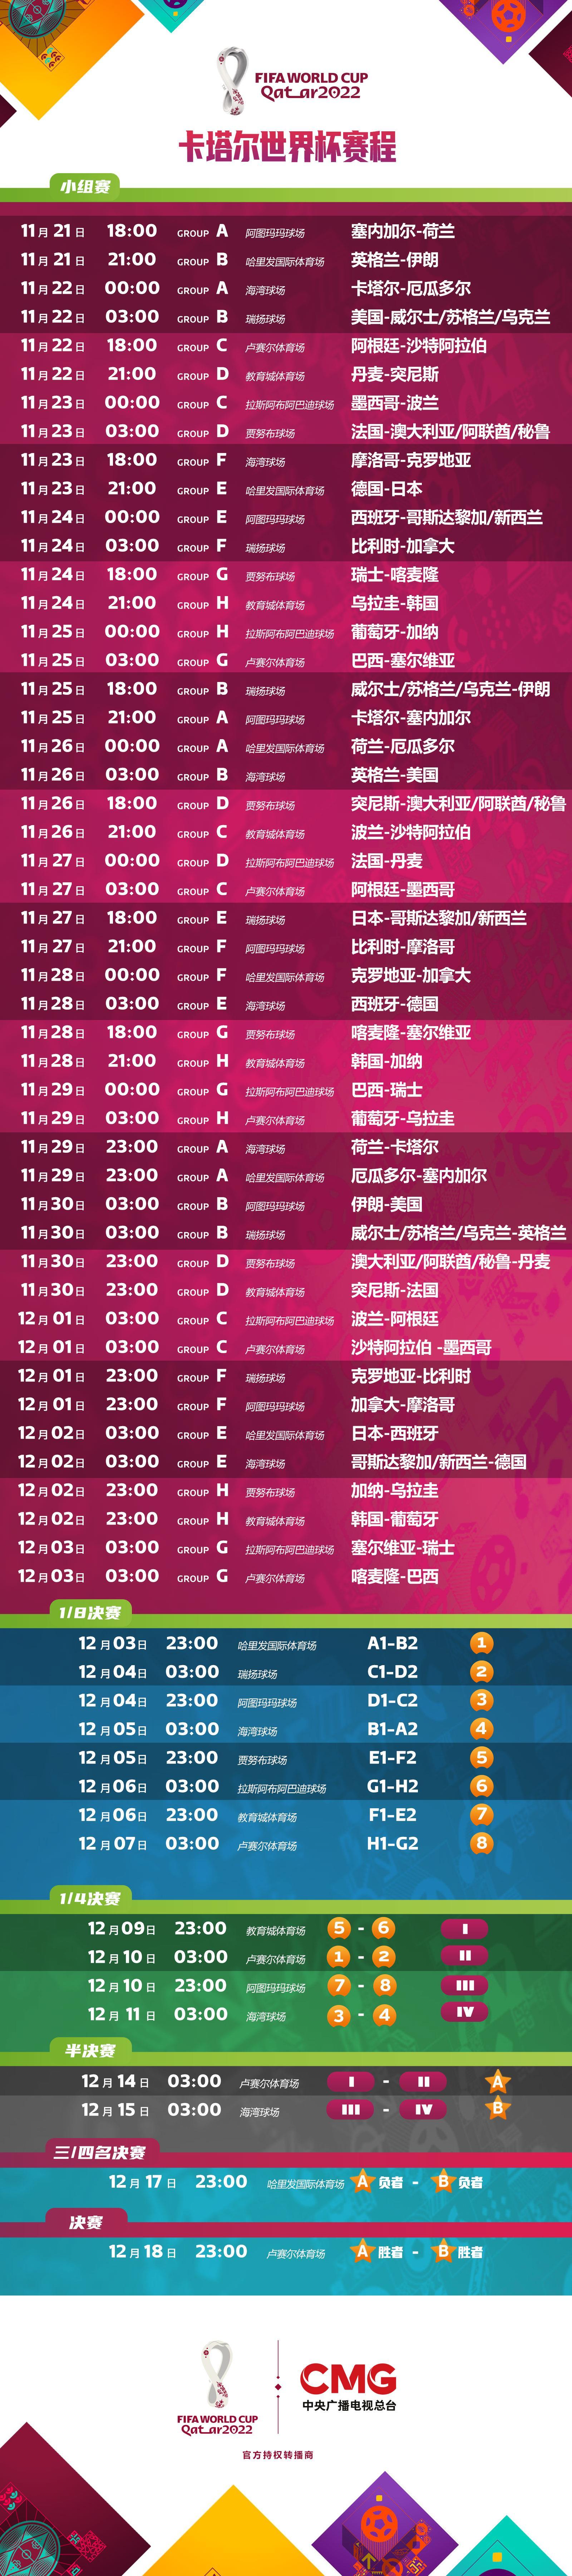 FIFA WORLD CUP
Qatar2022
卡塔尔世界杯赛程
小组赛
11月 21日 18:00 GROUP A 阿图玛玛球场 塞内加尔-荷兰
11月 21日 21:00 GROUP B 哈里发国际体育场 英格兰-伊朗
11月 22日 00:00 GROUP A 海湾球场 卡塔尔-厄瓜多尔
11月 22日 03:00 GROUP B 瑞扬球场 美国-威尔士/苏格兰/乌克兰
11月 22日 18:00 GROUP C 卢赛尔体育场 阿根廷-沙特阿拉伯
11月 22日 21:00 GROUP D 教育城体育场 丹麦-突尼斯
11月 23日 00:00 GROUP C 拉斯阿布阿巴迪球场 墨西哥-波兰
11月 23日 03:00 GROUP D 贾努布球场 法国-澳大利亚/阿联酋/秘鲁
11月 23日 18:00 GROUP F 海湾球场 摩洛哥-克罗地亚
11月 23日 21:00 GROUP E 哈里发国际体育场 德国-日本
11月 24日 00:00 GROUP E 阿图玛玛球场 西班牙-哥斯达黎加/新西兰
11月 24日 03:00 GROUP F 瑞扬球场 比利时-加拿大
11月 24日 18:00 GROUP G 贾努布球场 瑞士-喀麦隆
11月 24日 21:00 GROUP H 教育城体育场 乌拉圭-韩国
11月 25日 00:00 GROUP H 拉斯阿布阿巴迪球场 葡萄牙-加纳
11月 25日 03:00 GROUP G 卢赛尔体育场 巴西-塞尔维亚
11月 25日 18:00 GROUP B 瑞扬球场 威尔士/苏格兰/乌克兰-伊朗
11月 25日 21:00 GROUP A 阿图玛玛球场 卡塔尔-塞内加尔
11月 26日 00:00 GROUP A 哈里发国际体育场 荷兰-厄瓜多尔
11月 26日 03:00 GROUP B 海湾球场 英格兰-美国
11月 26日 18:00 GROUP D 贾努布球场 突尼斯-澳大利亚/阿联酋/秘鲁
11月 26日 21:00 GROUP C 教育城体育场 波兰-沙特阿拉伯
11月 27日 00:00 GROUP D 拉斯阿布阿巴迪球场 法国-丹麦
11月 27日 03:00 GROUP C 卢赛尔体育场 阿根廷-墨西哥
11月 27日 18:00 GROUP E 瑞扬球场 日本-哥斯达黎加/新西兰
11月 27日 21:00 GROUP F 阿图玛玛球场 比利时-摩洛哥
11月 28日 00:00 GROUP F 哈里发国际体育场 克罗地亚-加拿大
11月 28日 03:00 GROUP E 海湾球场 西班牙-德国
11月 28日 18:00 GROUP G 贾努布球场 喀麦隆-塞尔维亚
11月 28日 21:00 GROUP H 教育城体育场 韩国-加纳
11月 29日 00:00 GROUP G 拉斯阿布阿巴迪球场 巴西-瑞士
11月 29日 03:00 GROUP H 卢赛尔体育场 葡萄牙-乌拉圭
11月 29日 23:00 GROUP A 海湾球场 荷兰-卡塔尔
11月 29日 23:00 GROUP A 哈里发国际体育场 厄瓜多尔-塞内加尔
11月 30日 03:00 GROUP B 阿图玛玛球场 伊朗-美国
11月 30日 03:00 GROUP B 瑞扬球场 威尔士/苏格兰/乌克兰-英格兰
11月 30日 23:00 GROUP D 贾努布球场 澳大利亚/阿联酋/秘鲁-丹麦
11月 30日 23:00 GROUP D 教育城体育场 突尼斯-法国
12月 01日 03:00 GROUP C 拉斯阿布阿巴迪球场 波兰-阿根廷
12月 01日 03:00 GROUP C 卢赛尔体育场 沙特阿拉伯 -墨西哥
12月 01日 23:00 GROUP F 瑞扬球场 克罗地亚-比利时
12月 01日 23:00 GROUP F 阿图玛玛球场 加拿大-摩洛哥
12月 02日 03:00 GROUP E 哈里发国际体育场 日本-西班牙
12月 02日 03:00 GROUP E 海湾球场 哥斯达黎加/新西兰-德国
12月 02日 23:00 GROUP H 贾努布球场 加纳-乌拉圭
12月 02日 23:00 GROUP H 教育城体育场 韩国-葡萄牙
12月 03日 03:00 GROUP G 拉斯阿布阿巴迪球场 塞尔维亚-瑞士
12月 03日 03:00 GROUP G 卢赛尔体育场 喀麦隆-巴西
1/8决赛
12月 03日 23:00 哈里发国际体育场 A1-B2 1
12月 04日 03:00 瑞扬球场 C1-D2 2
12月 04日 23:00 阿图玛玛球场 D1-C2 3
12月 05日 03:00 海湾球场 B1-A2 4
12月 05日 23:00 贾努布球场 E1-F2 5
12月 06日 03:00 拉斯阿布阿巴迪球场 G1-H2 6
12月 06日 23:00 教育城体育场 F1-E2 7
12月 07日 03:00 卢赛尔体育场 H1-G2 8
1/4决赛
12月 09日 23:00 教育城体育场 5 - 6 I
12月 10日 03:00 卢赛尔体育场 1 - 2 II
12月 10日 23:00 阿图玛玛球场 7 - 8 III
12月 11日 03:00 海湾球场 3 - 4 IV
半决赛
12月 14日 03:00 卢赛尔体育场 I - II A
12月 15日 03:00 海湾球场 III - IV B
三/四名决赛
12月 17日 23:00 哈里发国际体育场 A 负者 - B 负者
决赛
12月 18日 23:00 卢赛尔体育场 A 胜者 - B 胜者
FIFA WORLD CUP
Qatar2022
CMG
中央广播电视总台
官方持权转播商